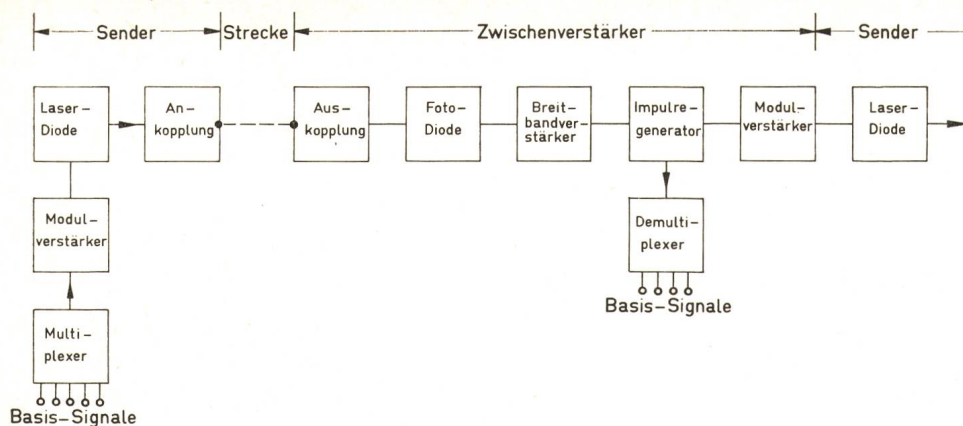 Sender
Strecke
Zwischenverstärker
Sender
Laser-
Diode
An-
kopplung
Aus-
kopplung
Foto-
Diode
Breit-
bandver-
stärker
Impulre-
generator
Modul-
verstärker
Laser-
Diode
Modul-
verstärker
Demulti-
plexer
Basis-Signale
Multi-
plexer
Basis-Signale